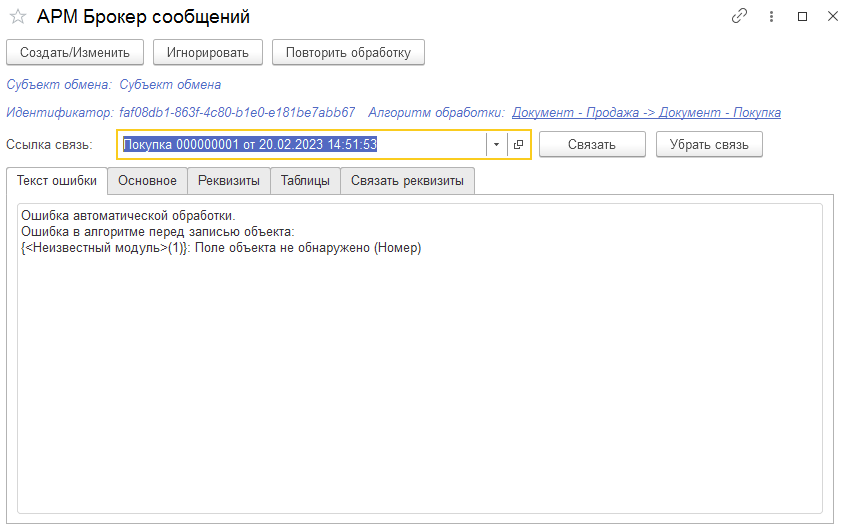 АРМ Брокер сообщений
Создать/Изменить Игнорировать Повторить обработку
Субъект обмена: Субъект обмена
Идентификатор: faf08db1-863f-4c80-b1e0-e181be7abb67 Алгоритм обработки: Документ - Продажа -> Документ - Покупка
Ссылка связь: Покупка 000000001 от 20.02.2023 14:51:53 Связать Убрать связь
Текст ошибки Основное Реквизиты Таблицы Связать реквизиты
Ошибка автоматической обработки.
Ошибка в алгоритме перед записью объекта:
{<Неизвестный модуль>(1)}: Поле объекта не обнаружено (Номер)